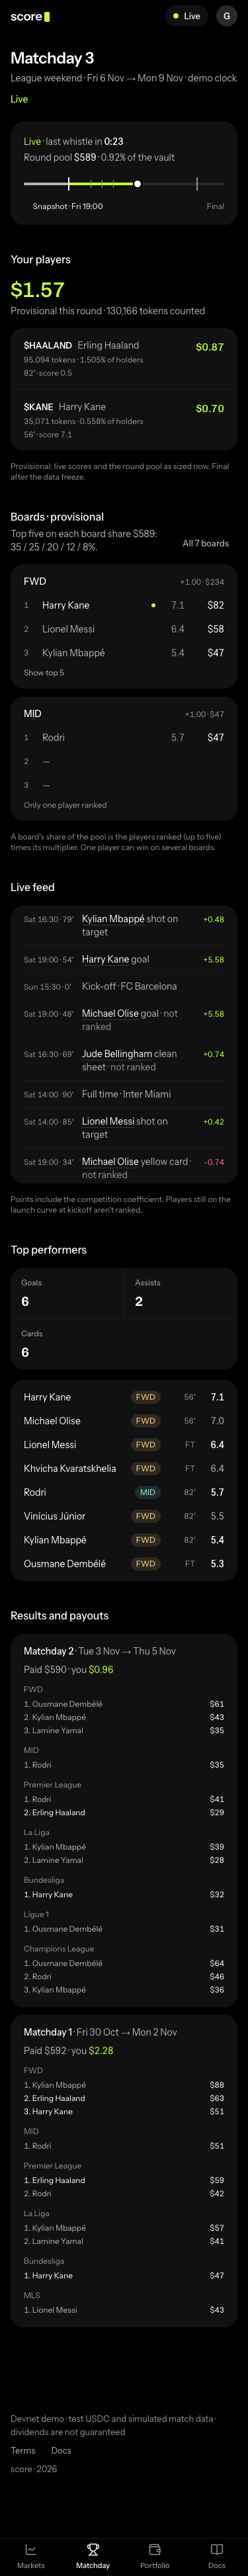 score
Live
G
Matchday 3
League weekend · Fri 6 Nov → Mon 9 Nov · demo clock
Live
Live · last whistle in 0:23
Round pool $589 · 0.92% of the vault
Snapshot · Fri 19:00
Final
Your players
$1.57
Provisional this round · 130,166 tokens counted
$HAALAND Erling Haaland $0.87
95,094 tokens · 1.505% of holders
82' · score 0.5
$KANE Harry Kane $0.70
35,071 tokens · 0.558% of holders
56' · score 7.1
Provisional: live scores and the round pool as sized now. Final
after the data freeze.
Boards · provisional
Top five on each board share $589:
35 / 25 / 20 / 12 / 8%.
All 7 boards
FWD ×1.00 · $234
1 Harry Kane 7.1 $82
2 Lionel Messi 6.4 $58
3 Kylian Mbappé 5.4 $47
Show top 5
MID ×1.00 · $47
1 Rodri 5.7 $47
2 —
3 —
Only one player ranked
A board's share of the pool is the players ranked (up to five)
times its multiplier. One player can win on several boards.
Live feed
Sat 16:30 · 79' Kylian Mbappé shot on +0.48
target
Sat 19:00 · 54' Harry Kane goal +5.58
Sun 15:30 · 0' Kick-off · FC Barcelona
Sat 19:00 · 48' Michael Olise goal · not +5.58
ranked
Sat 16:30 · 69' Jude Bellingham clean +0.74
sheet · not ranked
Sat 14:00 · 90' Full time · Inter Miami
Sat 14:00 · 85' Lionel Messi shot on +0.42
target
Sat 19:00 · 34' Michael Olise yellow card · -0.74
not ranked
Points include the competition coefficient. Players still on the
launch curve at kickoff aren't ranked.
Top performers
Goals
6
Assists
2
Cards
6
Harry Kane FWD 56' 7.1
Michael Olise FWD 56' 7.0
Lionel Messi FWD FT 6.4
Khvicha Kvaratskhelia FWD FT 6.4
Rodri MID 82' 5.7
Vinícius Júnior FWD 82' 5.5
Kylian Mbappé FWD 82' 5.4
Ousmane Dembélé FWD FT 5.3
Results and payouts
Matchday 2 · Tue 3 Nov → Thu 5 Nov
Paid $590 · you $0.96
FWD
1. Ousmane Dembélé $61
2. Kylian Mbappé $43
3. Lamine Yamal $35
MID
1. Rodri $35
Premier League
1. Rodri $41
2. Erling Haaland $29
La Liga
1. Kylian Mbappé $39
2. Lamine Yamal $28
Bundesliga
1. Harry Kane $32
Ligue 1
1. Ousmane Dembélé $31
Champions League
1. Ousmane Dembélé $64
2. Rodri $46
3. Kylian Mbappé $36
Matchday 1 · Fri 30 Oct → Mon 2 Nov
Paid $592 · you $2.28
FWD
1. Kylian Mbappé $88
2. Erling Haaland $63
3. Harry Kane $51
MID
1. Rodri $51
Premier League
1. Erling Haaland $59
2. Rodri $42
La Liga
1. Kylian Mbappé $57
2. Lamine Yamal $41
Bundesliga
1. Harry Kane $47
MLS
1. Lionel Messi $43
Devnet demo · test USDC and simulated match data ·
dividends are not guaranteed
Terms Docs
score · 2026
Markets Matchday Portfolio Docs